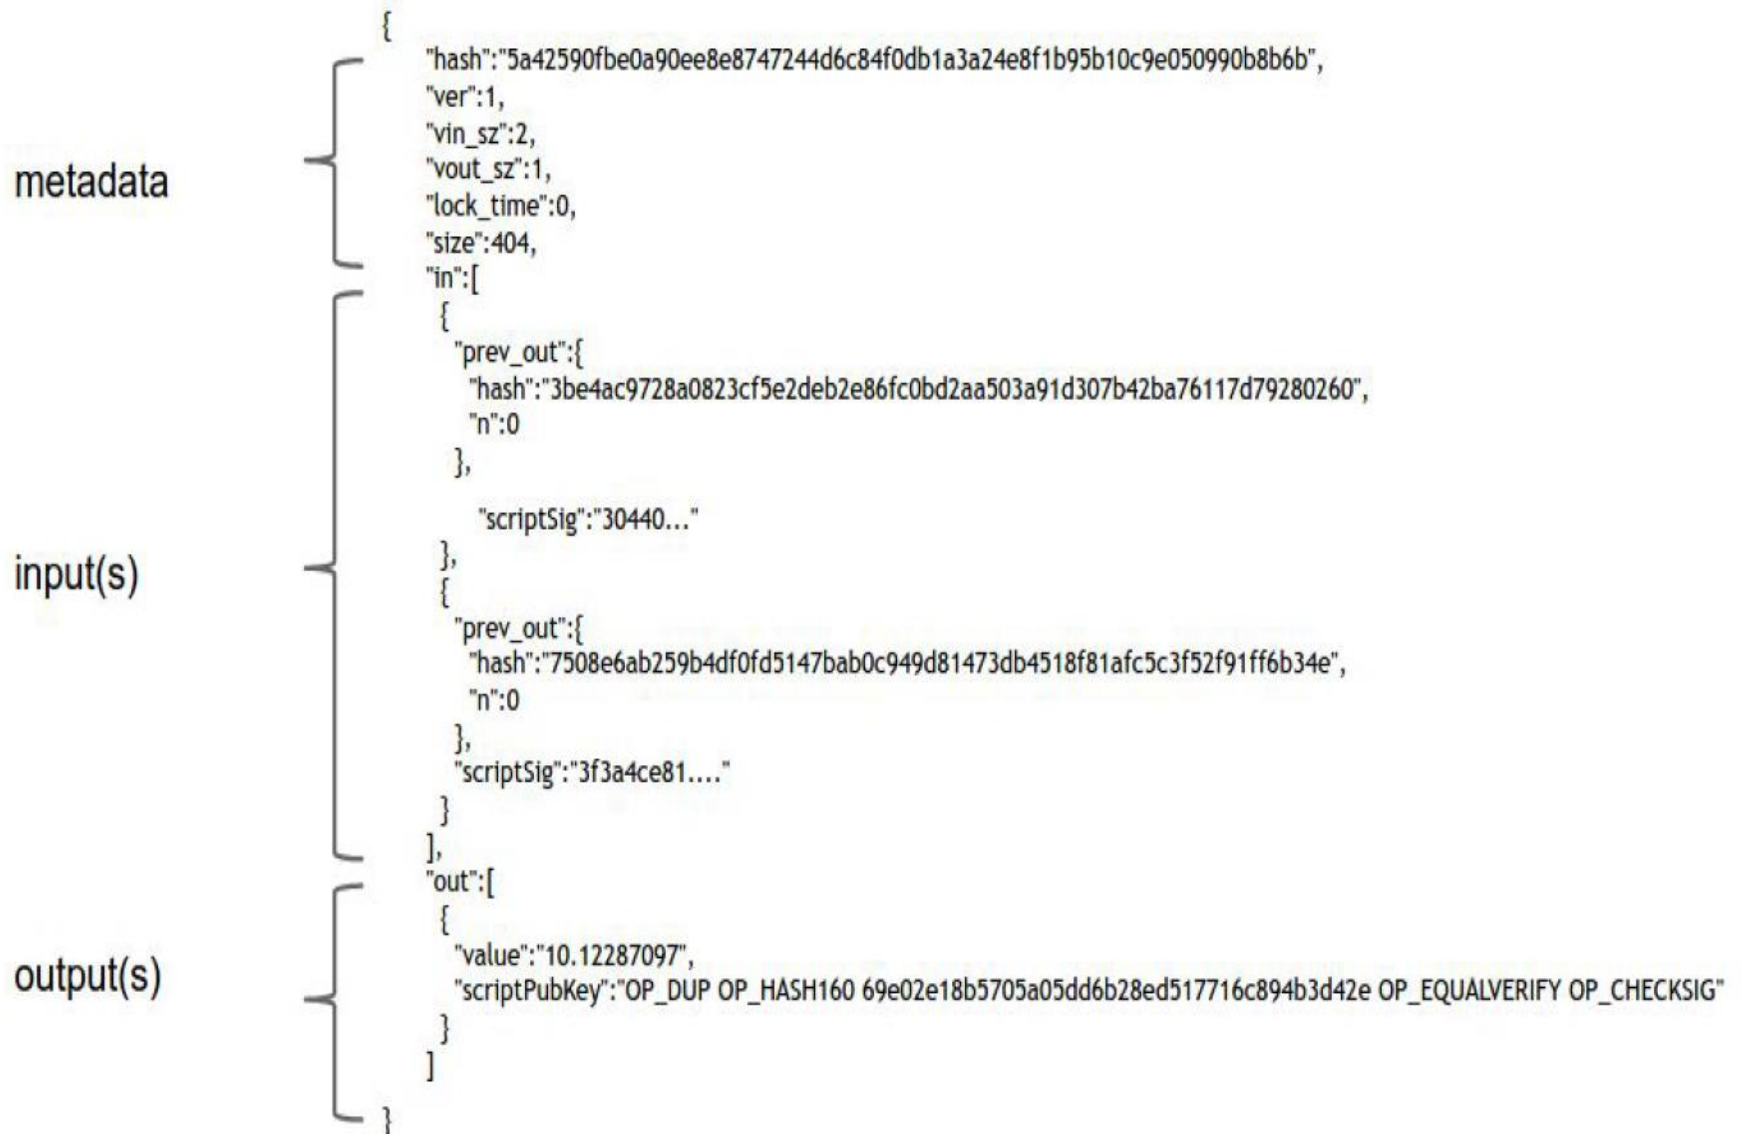 {
"hash":"5a42590fbe0a90ee8e8747244d6c84f0db1a3a24e8f1b95b10c9e050990b8b6b",
"ver":1,
"vin_sz":2,
metadata
"vout_sz":1,
"lock_time":0,
"size":404,
"in":[
{
"prev_out":{
"hash":"3be4ac9728a0823cf5e2deb2e86fc0bd2aa503a91d307b42ba76117d79280260",
"n":0
},
"scriptSig":"30440..."
},
input(s)
{
"prev_out":{
"hash":"7508e6ab259b4df0fd5147bab0c949d81473db4518f81afc5c3f52f91ff6b34e",
"n":0
},
"scriptSig":"3f3a4ce81...."
}
],
"out":[
{
"value":"10.12287097",
output(s)
"scriptPubKey":"OP_DUP OP_HASH160 69e02e18b5705a05dd6b28ed517716c894b3d42e OP_EQUALVERIFY OP_CHECKSIG"
}
]
}